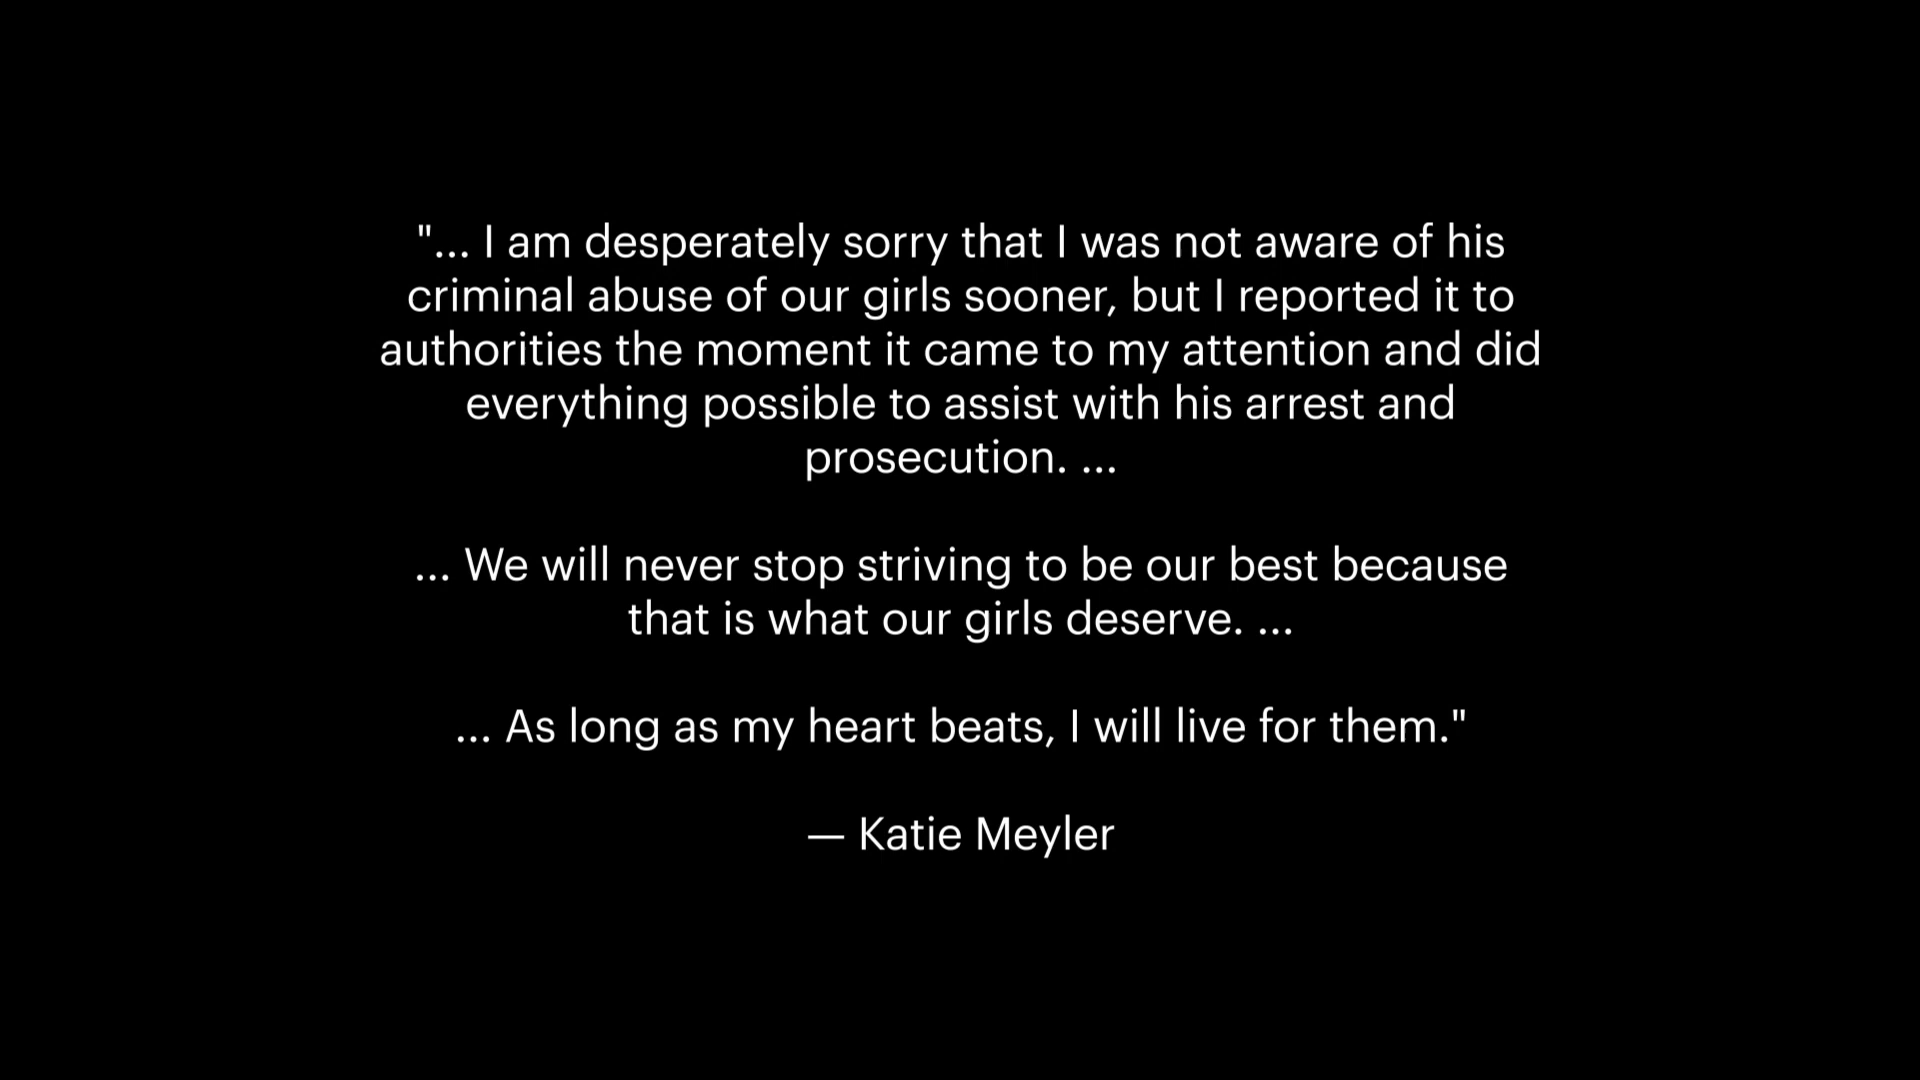 "... I am desperately sorry that I was not aware of his
criminal abuse of our girls sooner, but I reported it to
authorities the moment it came to my attention and did
everything possible to assist with his arrest and
prosecution. ...
... We will never stop striving to be our best because
that is what our girls deserve. ...
... As long as my heart beats, I will live for them."
— Katie Meyler